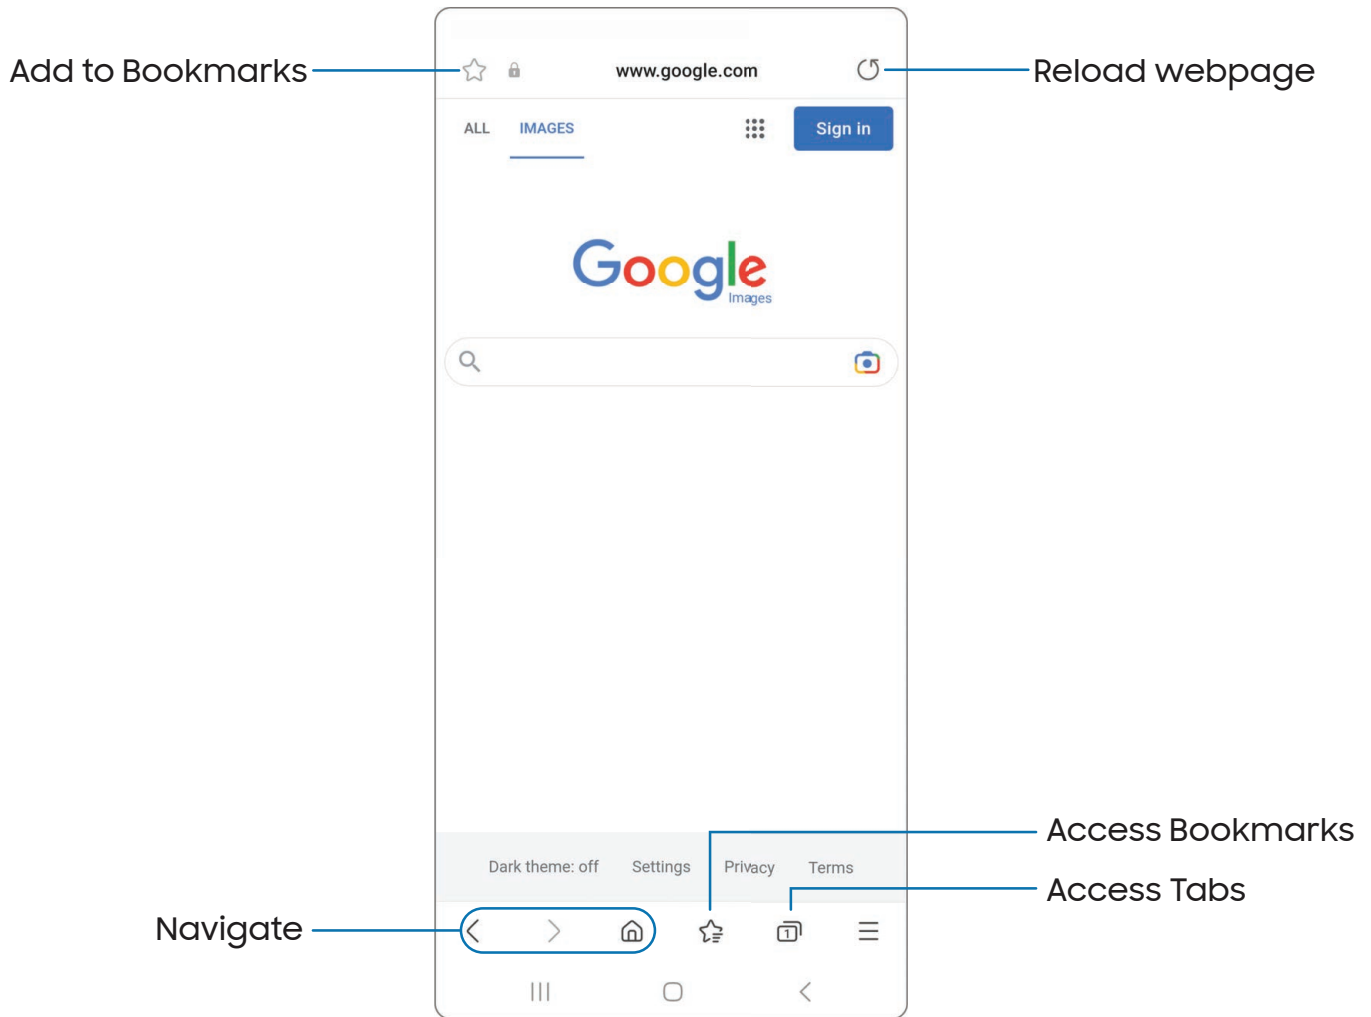 Add to Bookmarks
www.google.com
Reload webpage
ALL IMAGES
Sign in
Google
Images
Access Bookmarks
Dark theme: off Settings Privacy Terms
Access Tabs
Navigate
1